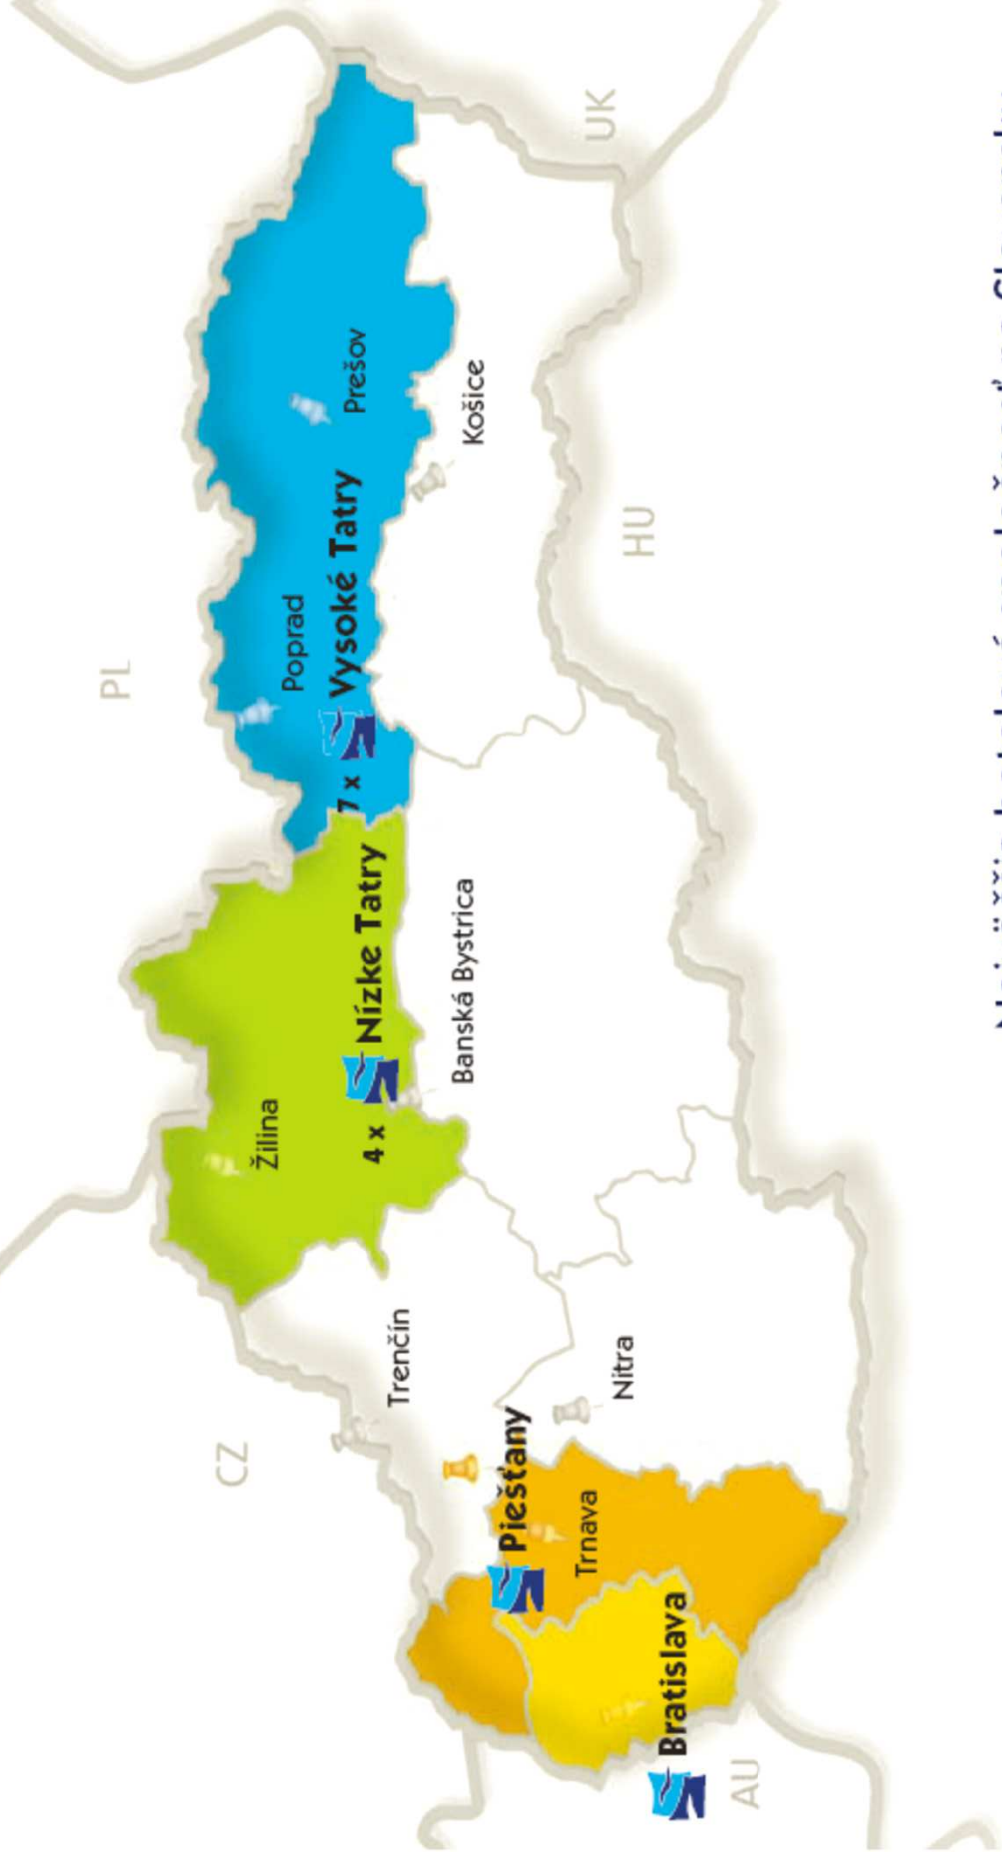 PL
CZ
UK
HU
AU
Žilina
Poprad
Prešov
7 x Vysoké Tatry
4 x Nízke Tatry
Košice
Banská Bystrica
Trenčín
Nitra
Piešťany
Trnava
Bratislava